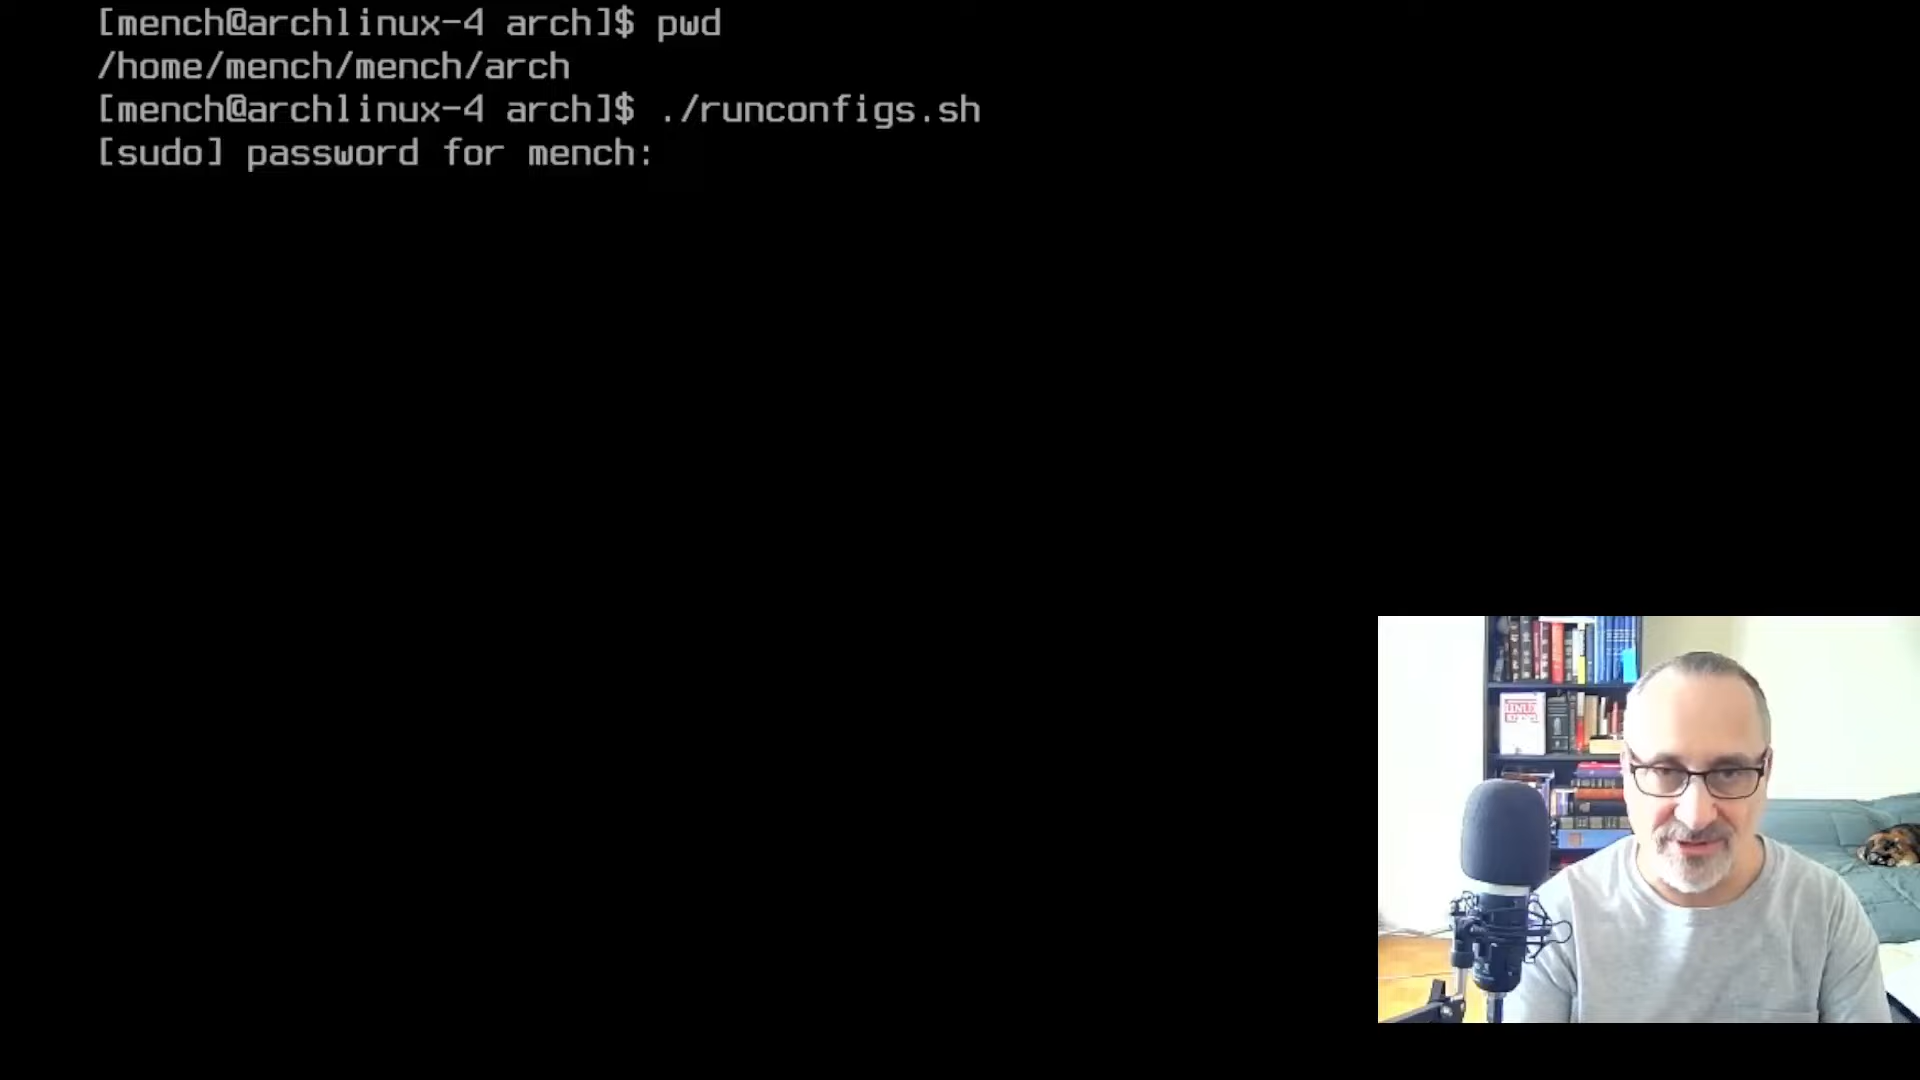 [mench@archlinux-4 arch]$ pwd
/home/mench/mench/arch
[mench@archlinux-4 arch]$ ./runconfigs.sh
[sudo] password for mench:
LINUX